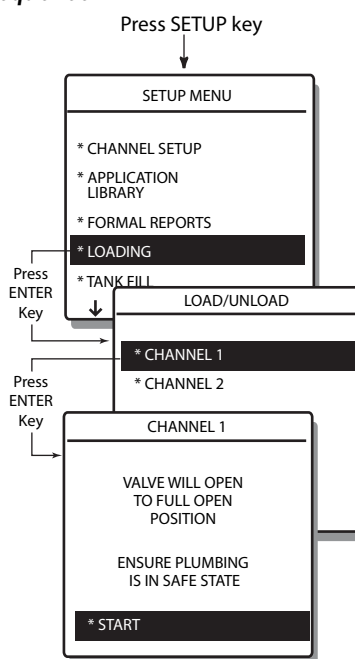 Press SETUP key
SETUP MENU
* CHANNEL SETUP
* APPLICATION
LIBRARY
* FORMAL REPORTS
* LOADING
* TANK FILL
Press
ENTER
Key
LOAD/UNLOAD
* CHANNEL 1
* CHANNEL 2
Press
ENTER
Key
CHANNEL 1
VALVE WILL OPEN
TO FULL OPEN
POSITION
ENSURE PLUMBING
IS IN SAFE STATE
* START